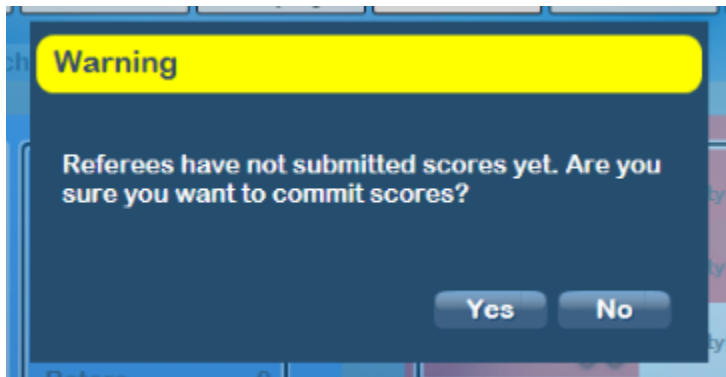 Warning
Referees have not submitted scores yet. Are you
sure you want to commit scores?
Yes No